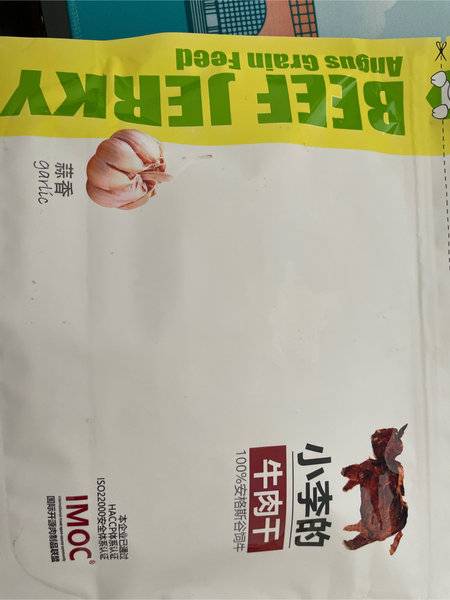 小李的
牛肉干
100%安格斯谷饲牛
BEEF JERKY
Angus Grain Feed
蒜香
garlic
本企业已通过
HACCP体系认证
ISO22000安全体系认证
IMOC®
国际开源肉制品联盟